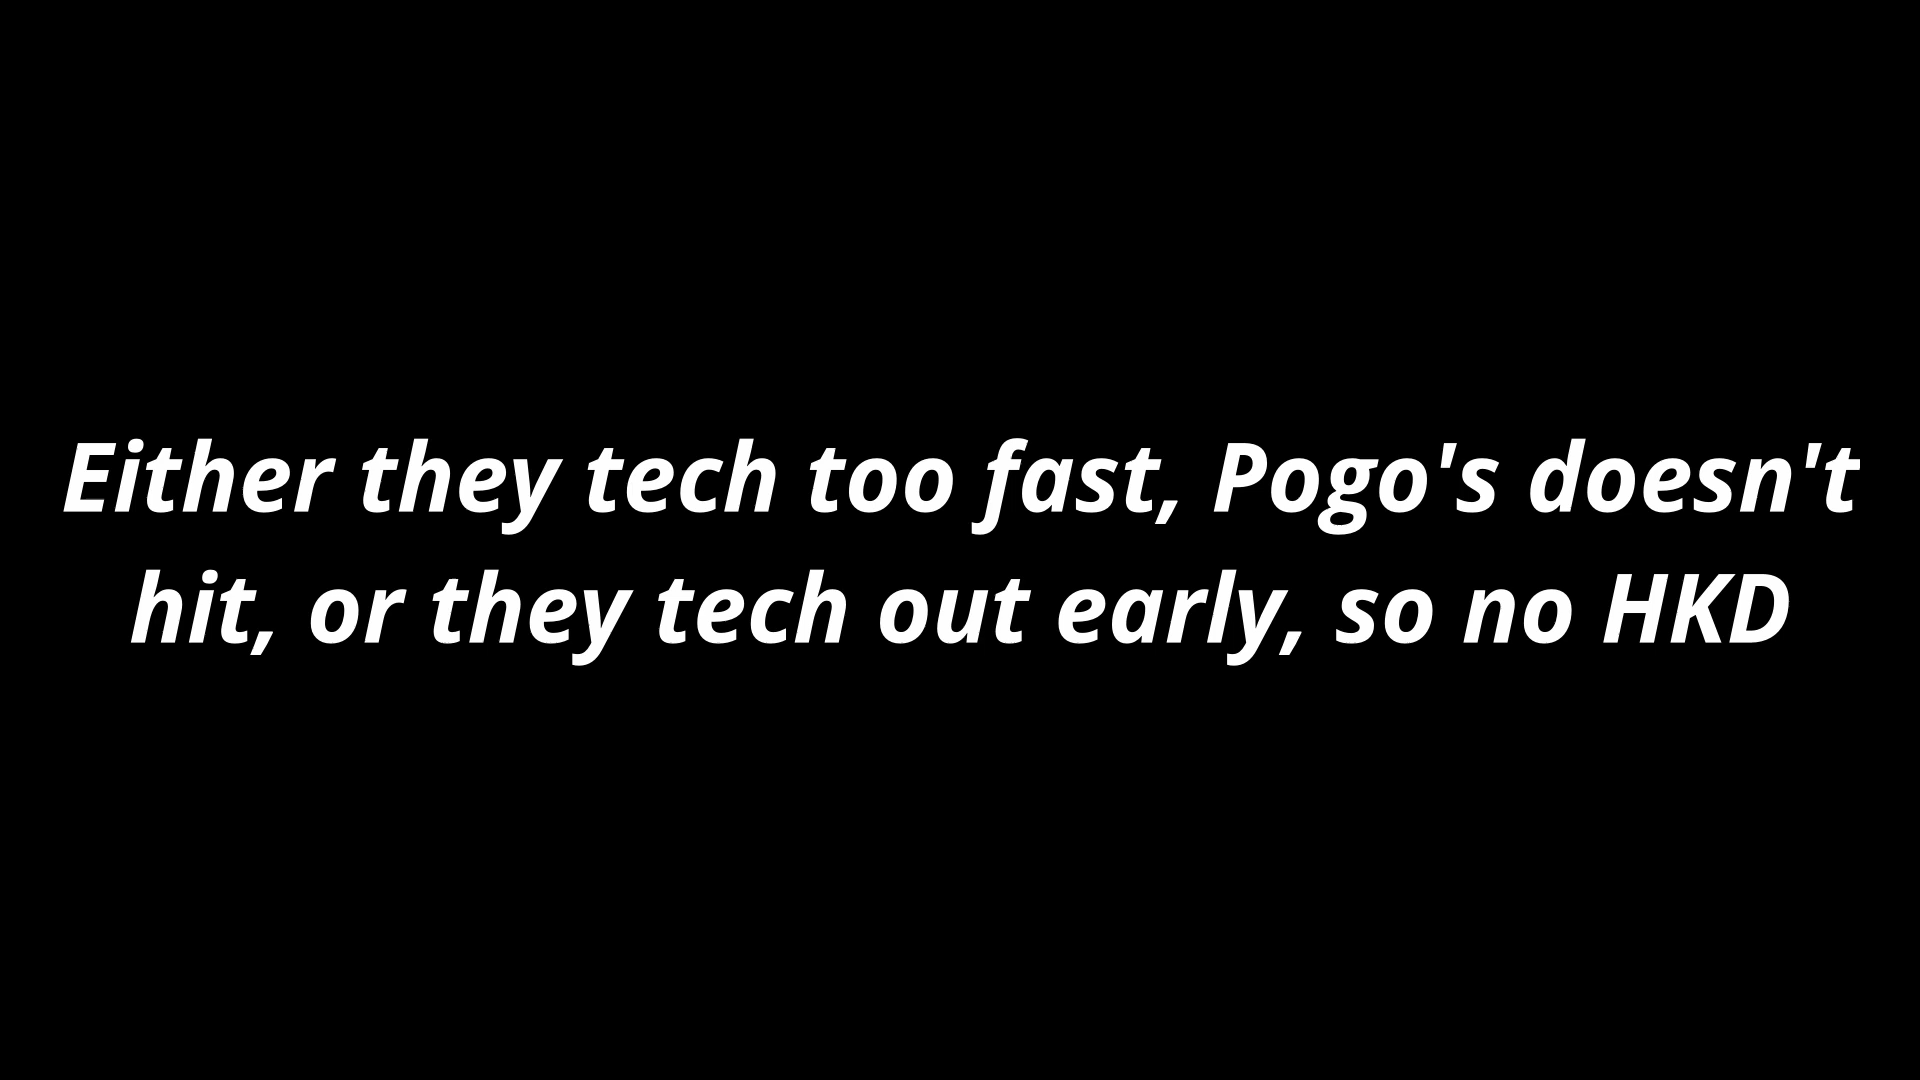 Either they tech too fast, Pogo's doesn't
hit, or they tech out early, so no HKD